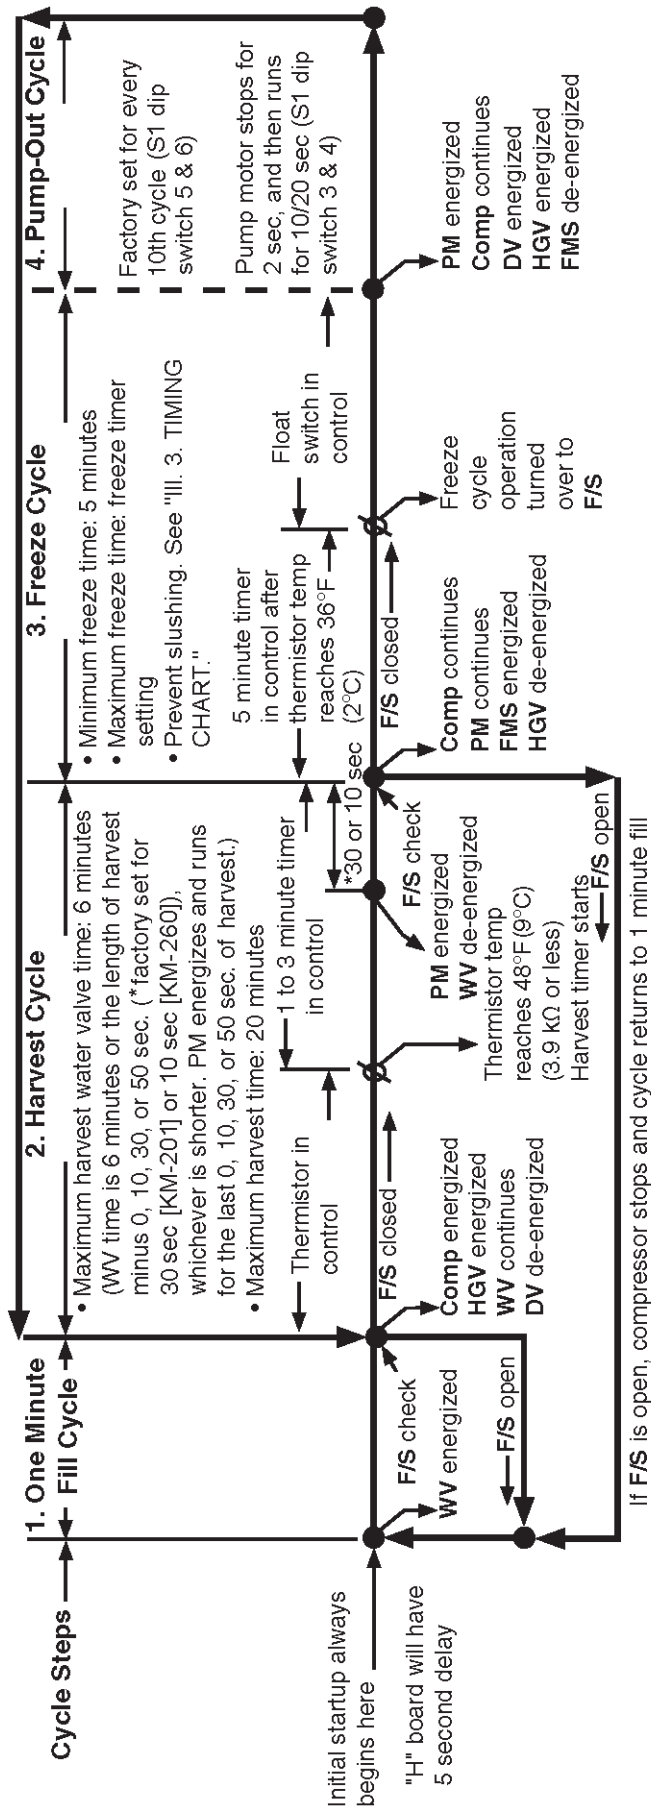 Cycle Steps
1. One Minute
Fill Cycle
2. Harvest Cycle
3. Freeze Cycle
4. Pump-Out Cycle
• Maximum harvest water valve time: 6 minutes
(WV time is 6 minutes or the length of harvest
minus 0, 10, 30, or 50 sec. (*factory set for
30 sec [KM-201] or 10 sec [KM-260]),
whichever is shorter. PM energizes and runs
for the last 0, 10, 30, or 50 sec. of harvest.)
• Maximum harvest time: 20 minutes
• Minimum freeze time: 5 minutes
• Maximum freeze time: freeze timer
setting
• Prevent slushing. See "III. 3. TIMING
CHART."
Factory set for every
10th cycle (S1 dip
switch 5 & 6)
Pump motor stops for
2 sec, and then runs
for 10/20 sec (S1 dip
switch 3 & 4)
Thermistor in
control
1 to 3 minute timer
in control
*30 or 10 sec
5 minute timer
in control after
thermistor temp
reaches 36°F
(2°C)
Float
switch in
control
Initial startup always
begins here
"H" board will have
5 second delay
F/S check
WV energized
F/S open
F/S closed
Comp energized
HGV energized
WV continues
DV de-energized
F/S check
PM energized
WV de-energized
Thermistor temp
reaches 48°F(9°C)
(3.9 kΩ or less)
Harvest timer starts
F/S open
F/S closed
Comp continues
PM continues
FMS energized
HGV de-energized
Freeze
cycle
operation
turned
over to
F/S
PM energized
Comp continues
DV energized
HGV energized
FMS de-energized
If F/S is open, compressor stops and cycle returns to 1 minute fill